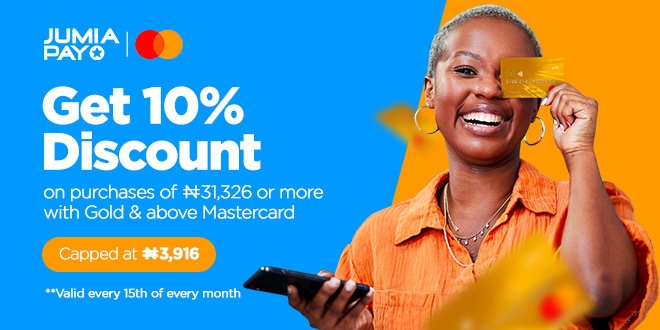 JUMIA
PAY
Get 10%
Discount
on purchases of ₦31,326 or more
with Gold & above Mastercard
Capped at ₦3,916
**Valid every 15th of every month